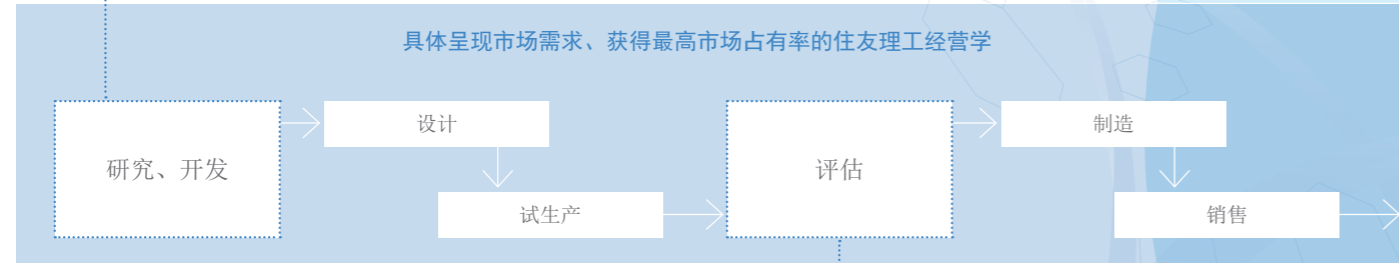 具体呈现市场需求、获得最高市场占有率的住友理工经营学
研究、开发
设计
试生产
评估
制造
销售